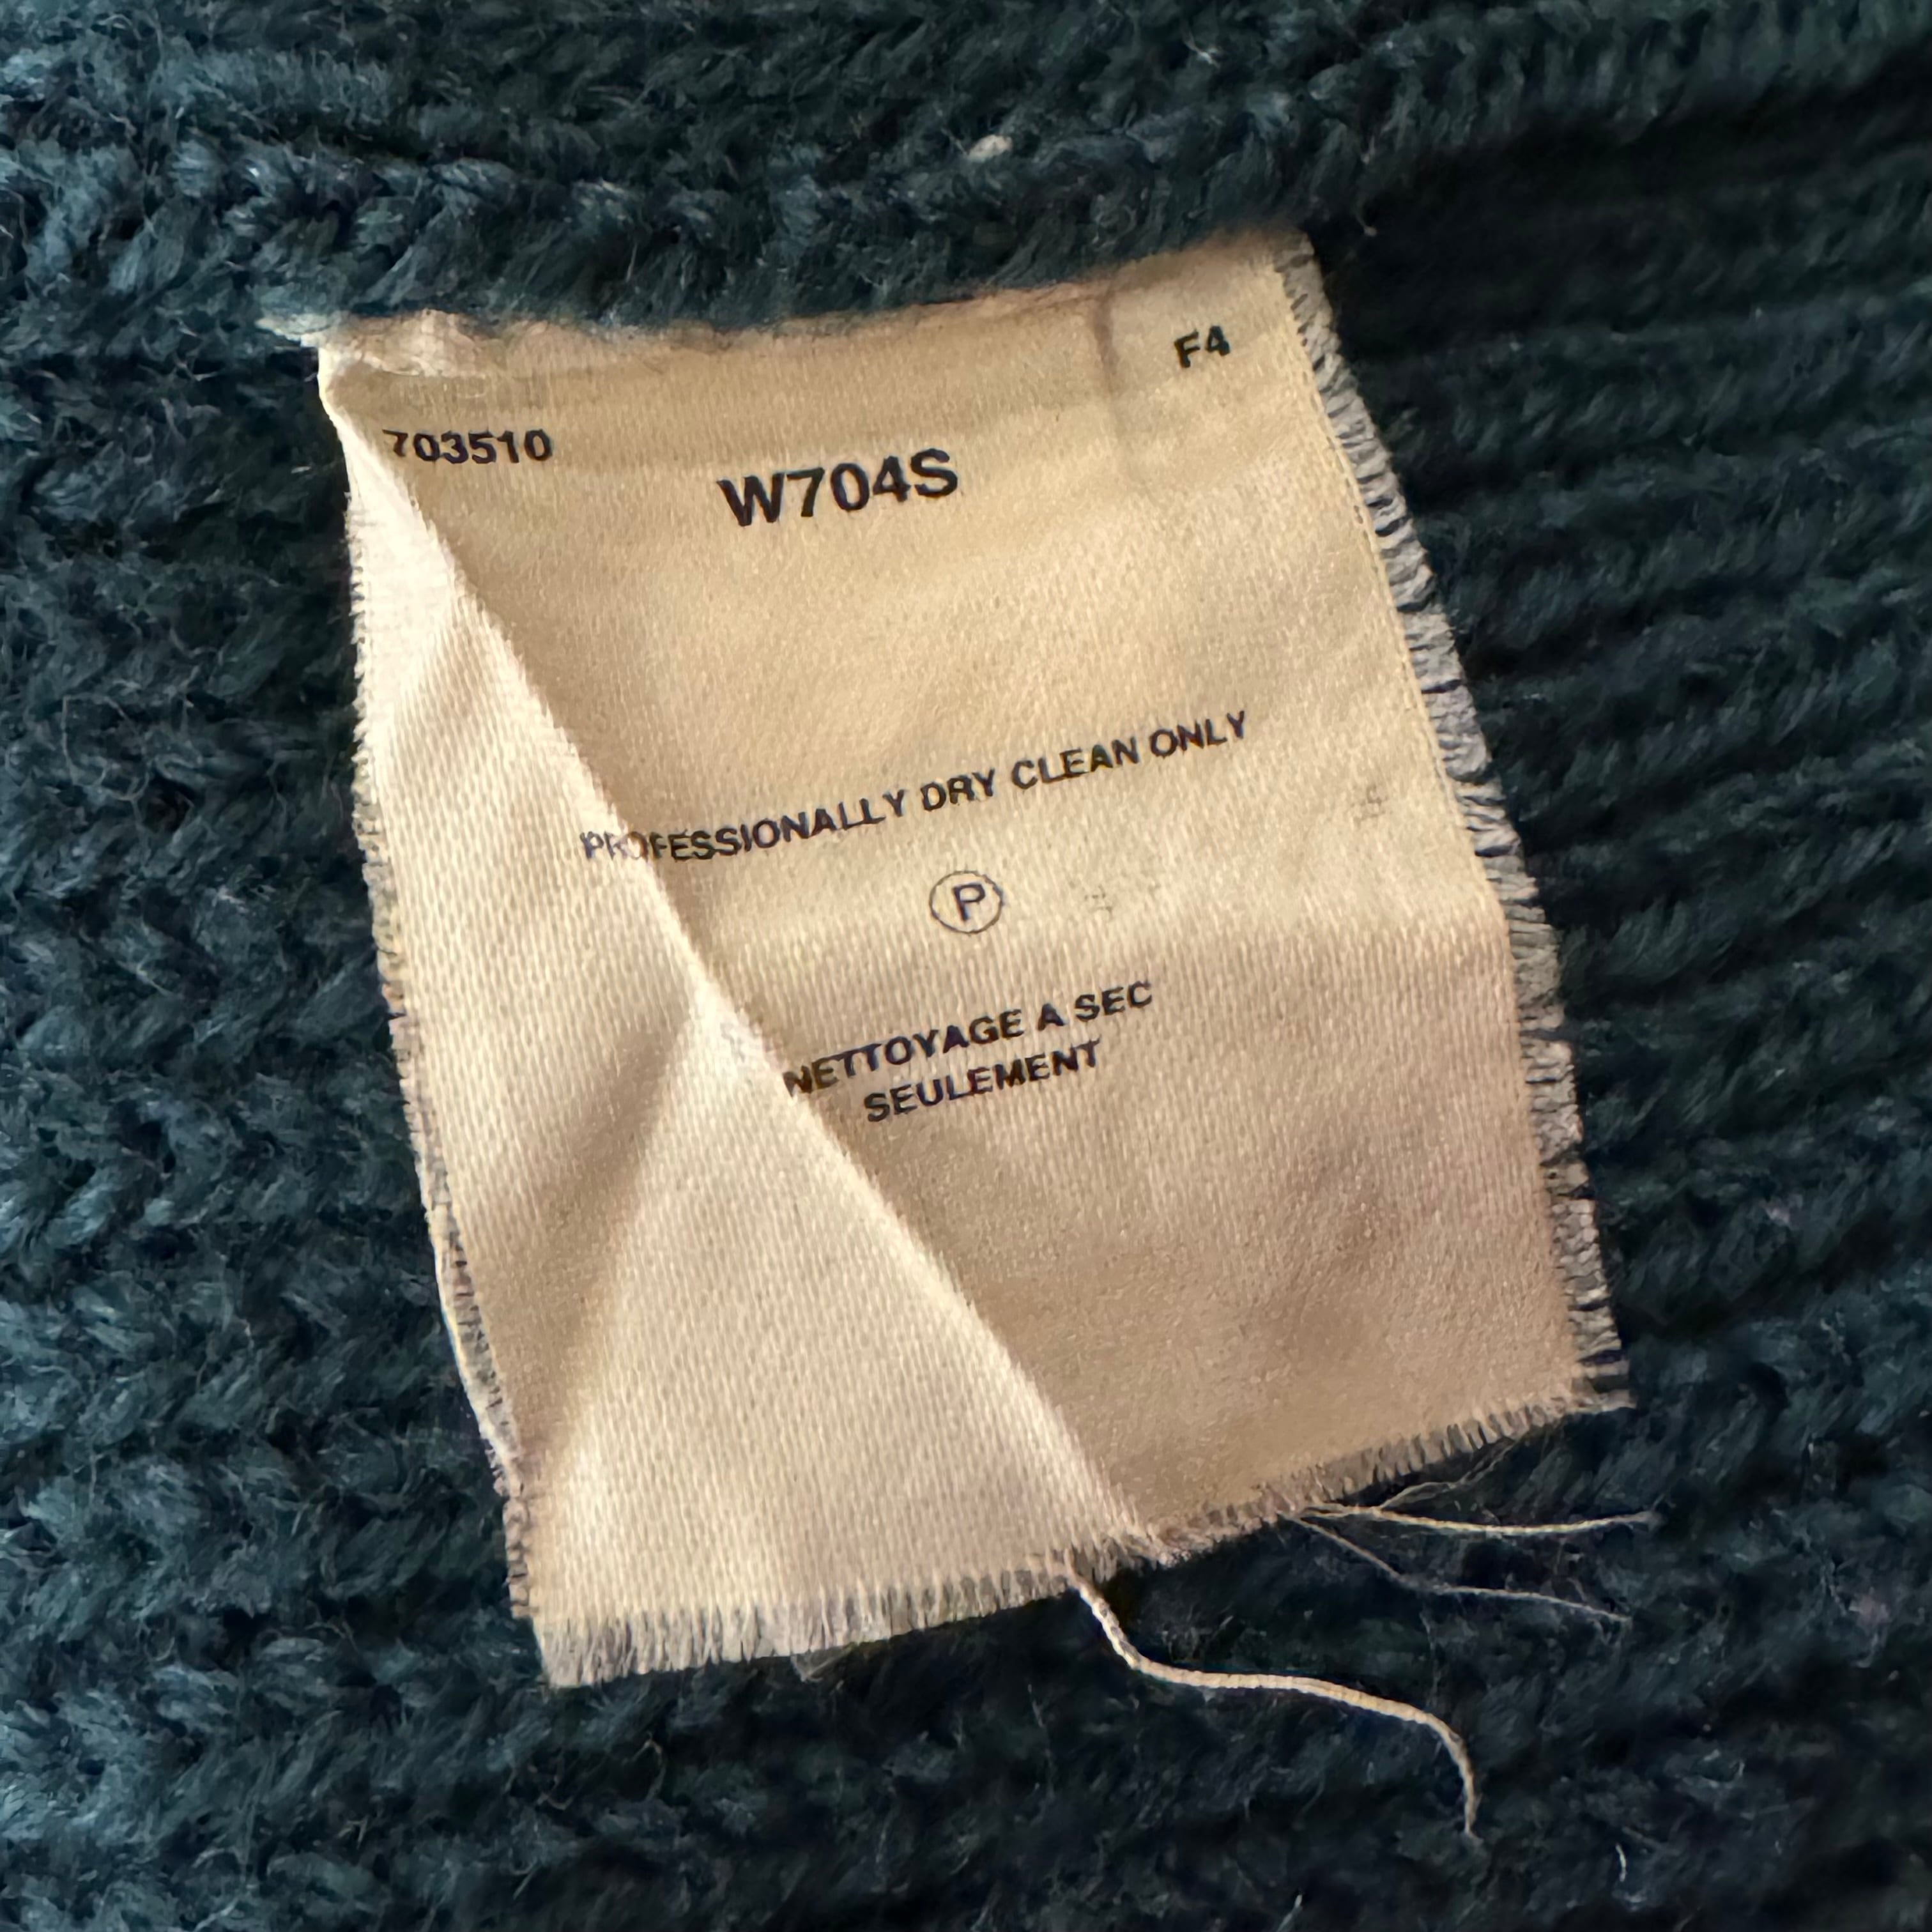 F4
703510
W704S
PROFESSIONALLY DRY CLEAN ONLY
P
NETTOYAGE A SEC
SEULEMENT